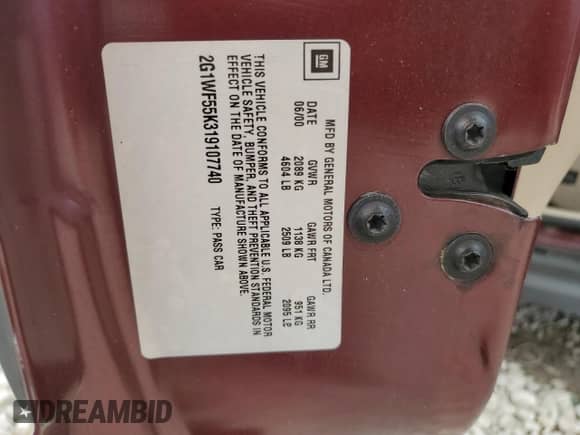 GM
MFD BY GENERAL MOTORS OF CANADA LTD.
DATE GVWR GAWR FRT GAWR RR
06/00 2089 KG 1138 KG 951 KG
4604 LB 2509 LB 2095 LB
THIS VEHICLE CONFORMS TO ALL APPLICABLE U.S. FEDERAL MOTOR
VEHICLE SAFETY, BUMPER, AND THEFT PREVENTION STANDARDS IN
EFFECT ON THE DATE OF MANUFACTURE SHOWN ABOVE.
2G1WF55K319107740 TYPE: PASS CAR
DREAMBID